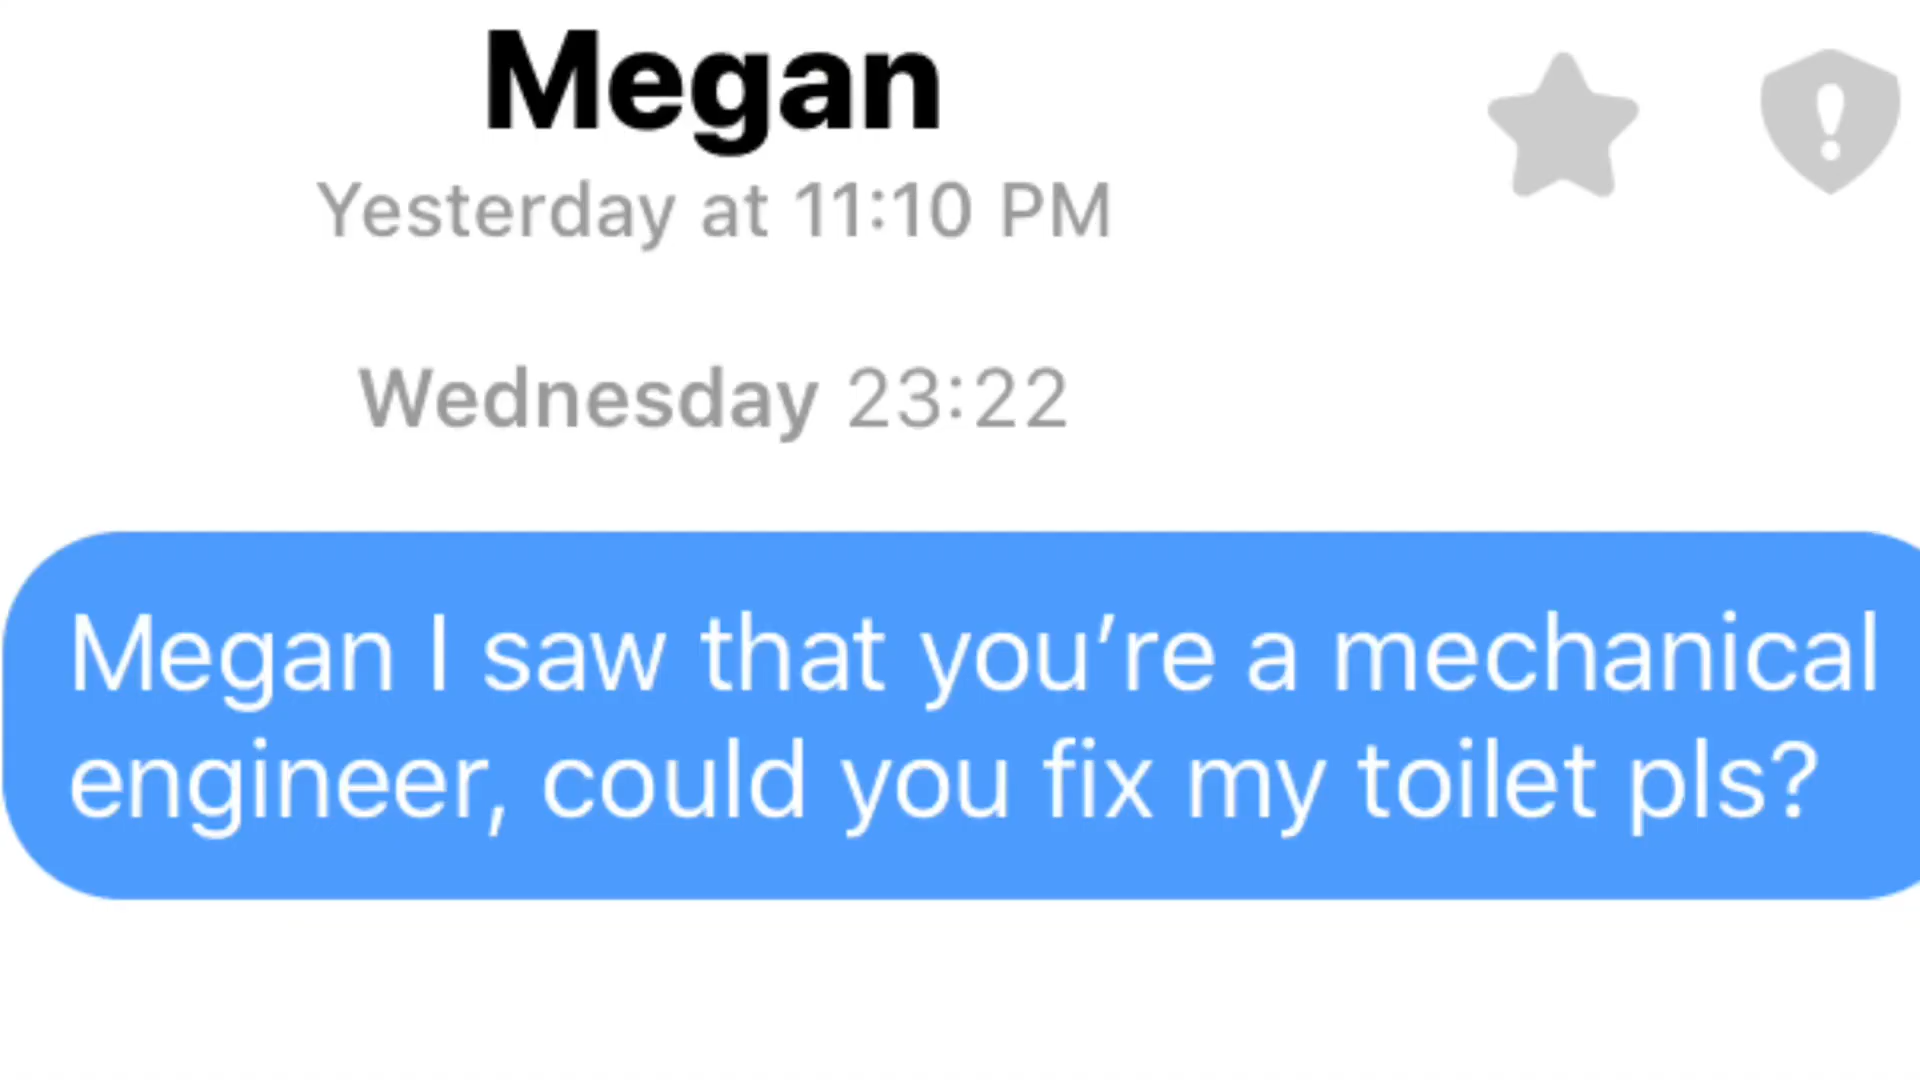 Megan
Yesterday at 11:10 PM
Wednesday 23:22
Megan I saw that you’re a mechanical
engineer, could you fix my toilet pls?